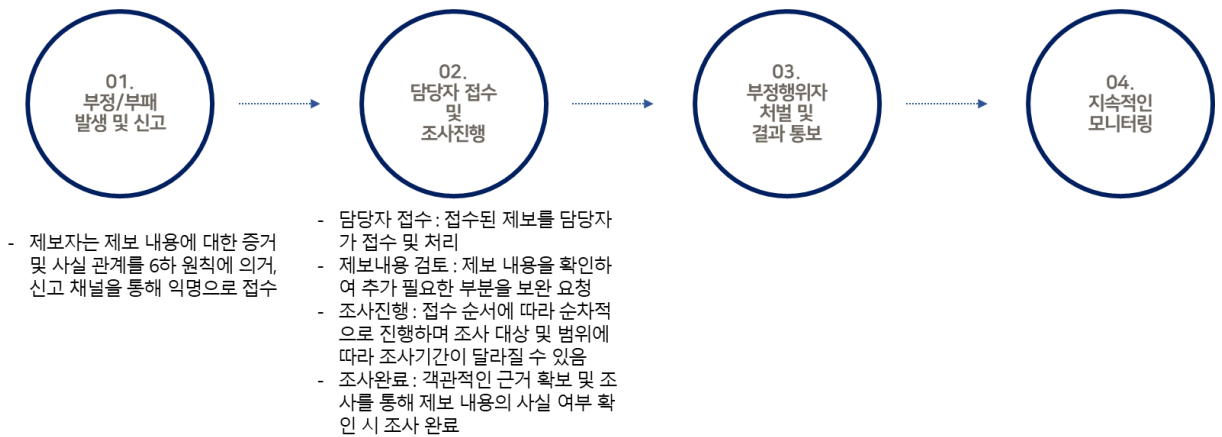 01.
부정/부패
발생 및 신고
02.
담당자 접수
및
조사진행
03.
부정행위자
처벌 및
결과 통보
04.
지속적인
모니터링
- 제보자는 제보 내용에 대한 증거
및 사실 관계를 6하 원칙에 의거,
신고 채널을 통해 익명으로 접수
- 담당자 접수 : 접수된 제보를 담당자
가 접수 및 처리
- 제보내용 검토 : 제보 내용을 확인하
여 추가 필요한 부분을 보완 요청
- 조사진행 : 접수 순서에 따라 순차적
으로 진행하며 조사 대상 및 범위에
따라 조사기간이 달라질 수 있음
- 조사완료 : 객관적인 근거 확보 및 조
사를 통해 제보 내용의 사실 여부 확
인 시 조사 완료